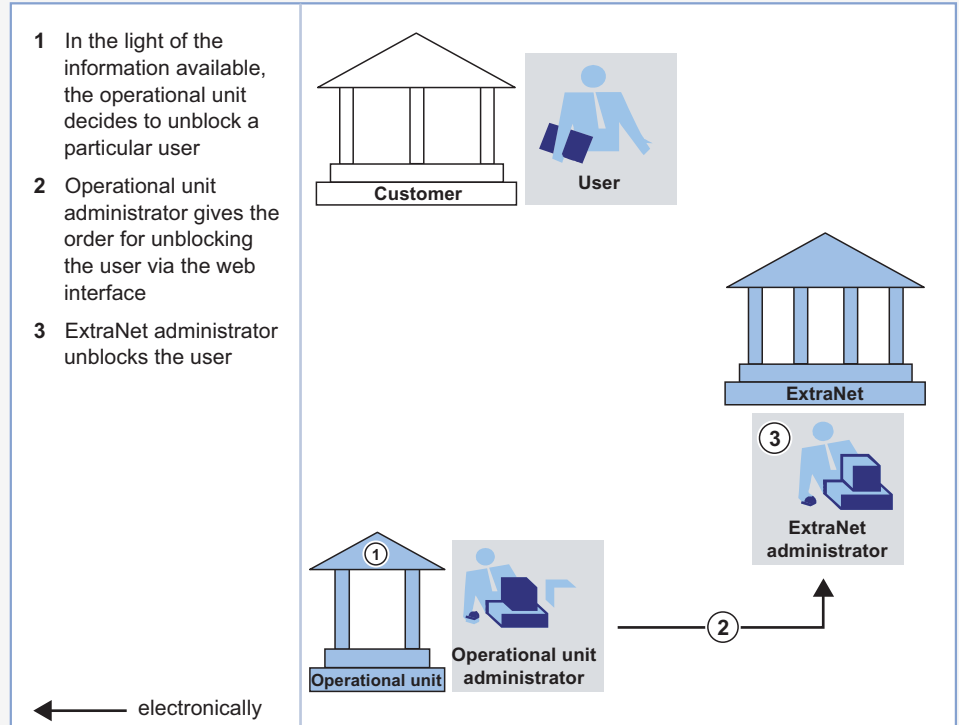 1 In the light of the
information available,
the operational unit
decides to unblock a
particular user
2 Operational unit
administrator gives the
order for unblocking
the user via the web
interface
3 ExtraNet administrator
unblocks the user
electronically
Customer
User
ExtraNet
3
ExtraNet
administrator
1
Operational unit
Operational unit
administrator
2